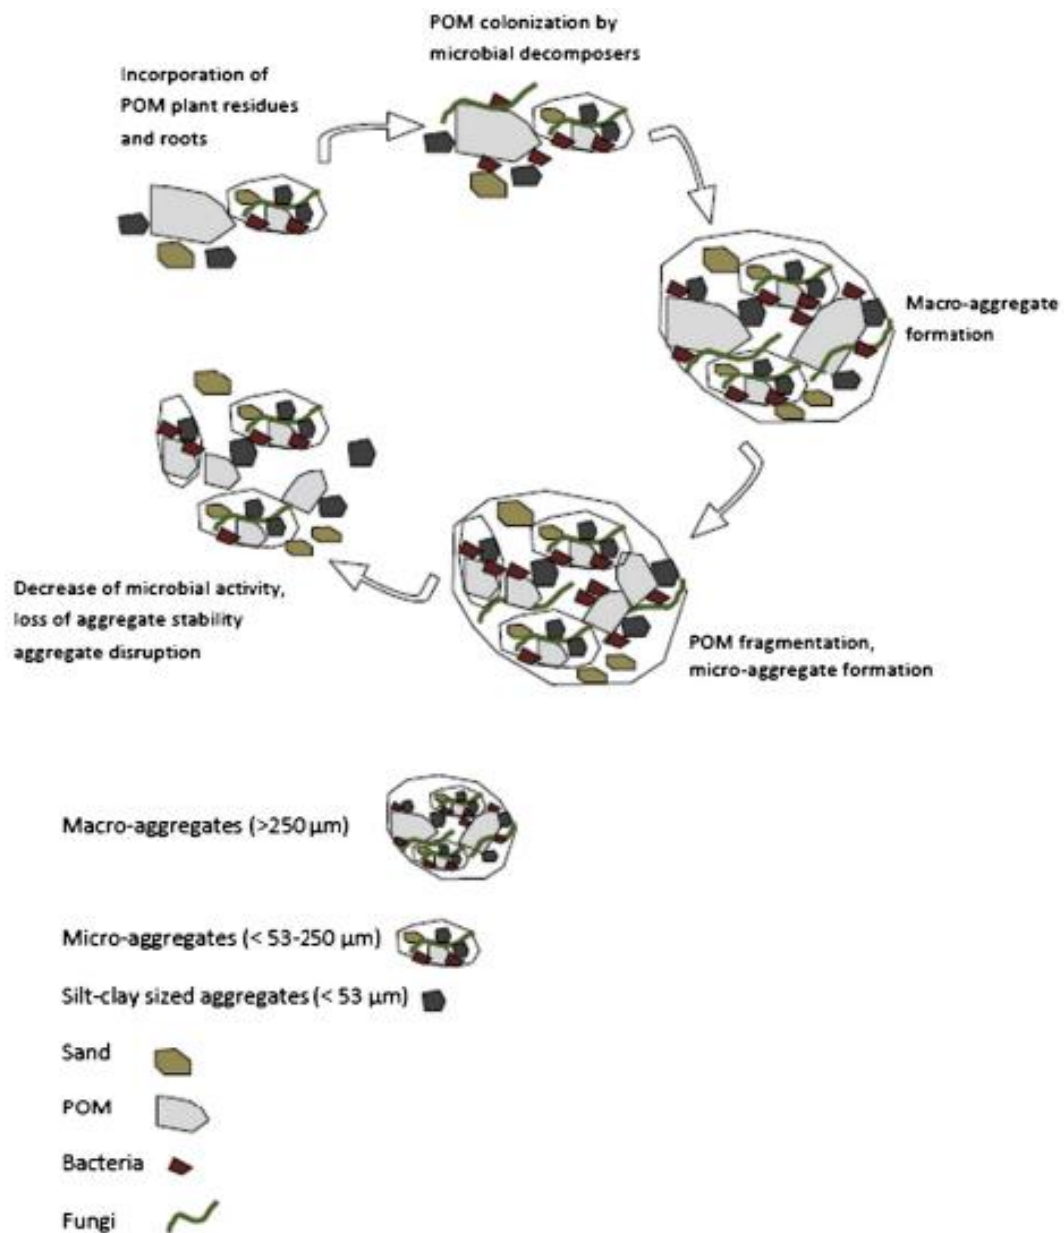 POM colonization by
microbial decomposers
Incorporation of
POM plant residues
and roots
Macro-aggregate
formation
Decrease of microbial activity,
loss of aggregate stability
aggregate disruption
POM fragmentation,
micro-aggregate formation
Macro-aggregates (>250 µm)
Micro-aggregates (< 53-250 µm)
Silt-clay sized aggregates (< 53 µm)
Sand
POM
Bacteria
Fungi